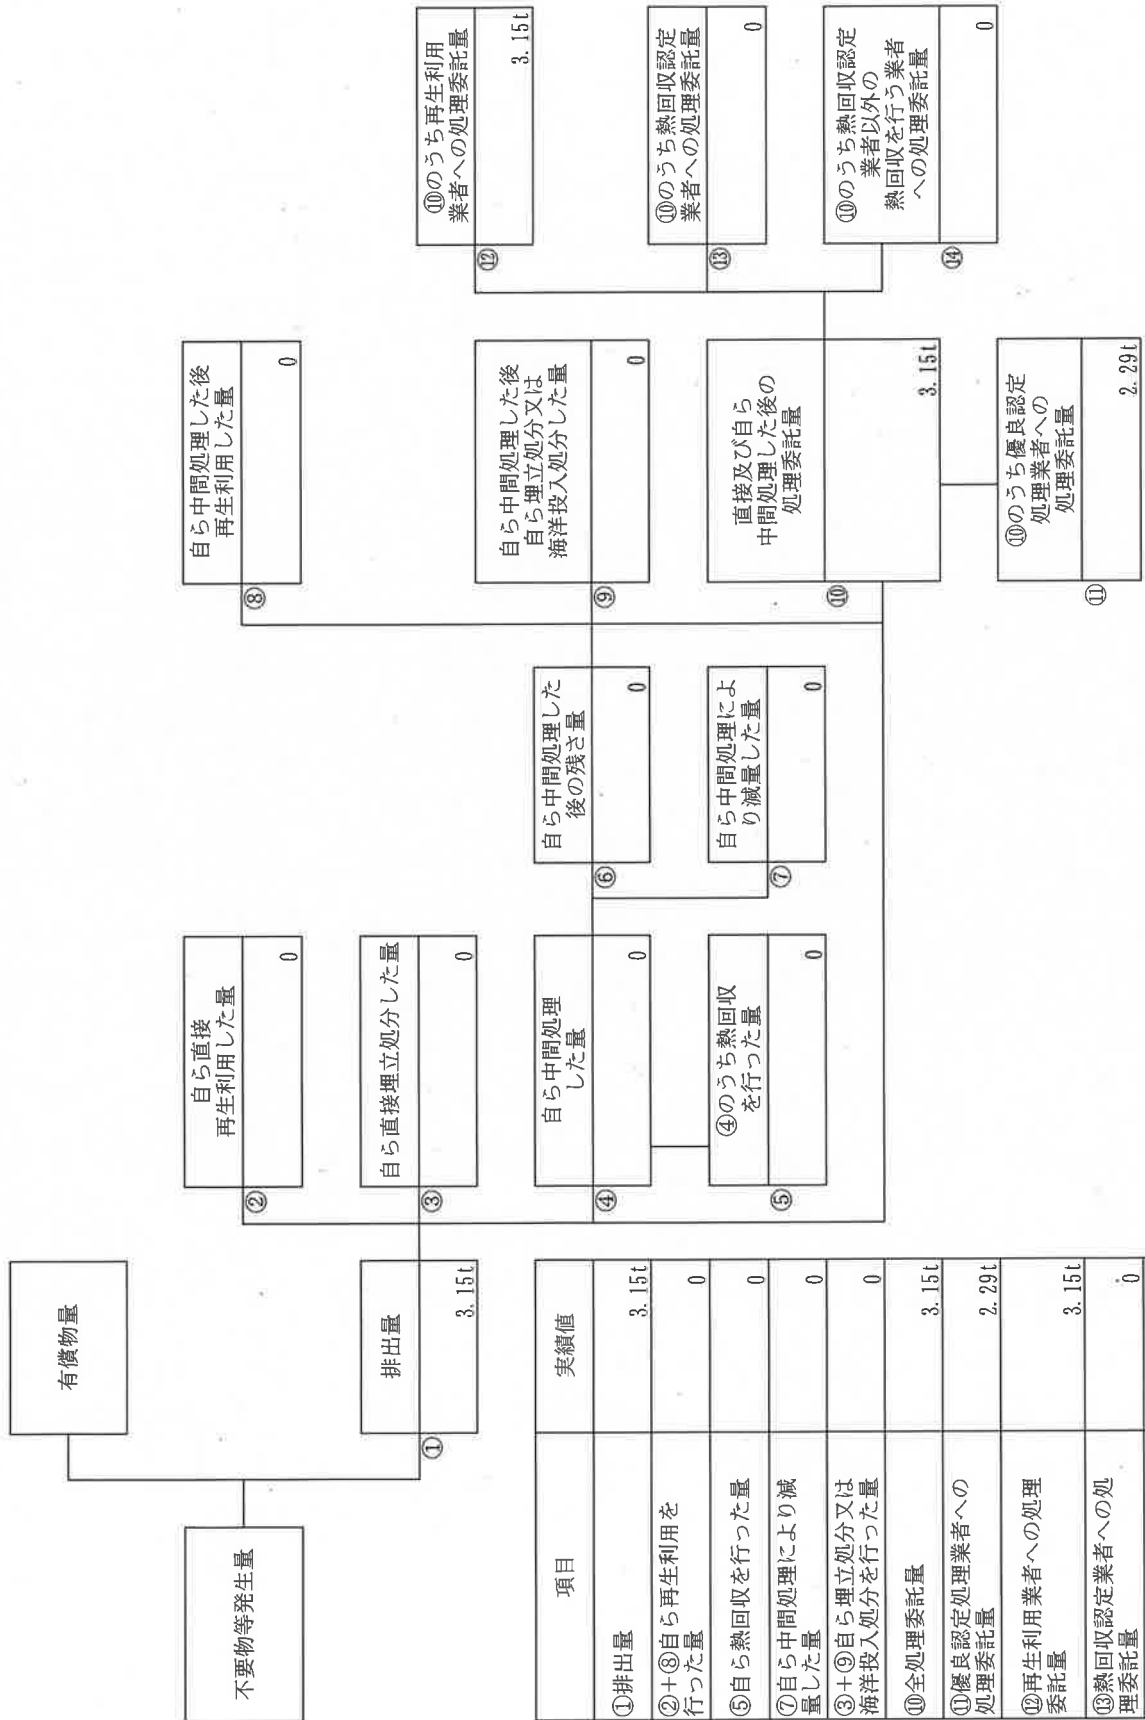 不要物等発生量
有償物量
排出量
①
3.15t
自ら直接
再生利用した量
②
0
自ら直接埋立処分した量
③
0
自ら中間処理
した量
④
0
④のうち熱回収
を行った量
⑤
0
自ら中間処理した
後の残さ量
⑥
0
自ら中間処理によ
り減量した量
⑦
0
自ら中間処理した後
再生利用した量
⑧
0
自ら中間処理した後
自ら埋立処分又は
海洋投入処分した量
⑨
0
直接及び自ら
中間処理した後の
処理委託量
⑩
3.15t
⑩のうち優良認定
処理業者への
処理委託量
⑪
2.29t
⑩のうち再生利用
業者への処理委託量
⑫
3.15t
⑩のうち熱回収認定
業者への処理委託量
⑬
0
⑩のうち熱回収認定
業者以外の
熱回収を行う業者
への処理委託量
⑭
0
項目 実績値
①排出量 3.15t
②+⑧自ら再生利用を
行った量 0
⑤自ら熱回収を行った量 0
⑦自ら中間処理により減
量した量 0
③+⑨自ら埋立処分又は
海洋投入処分を行った量 0
⑩全処理委託量 3.15t
⑪優良認定処理業者への
処理委託量 2.29t
⑫再生利用業者への処理
委託量 3.15t
⑬熱回収認定業者への処
理委託量 0